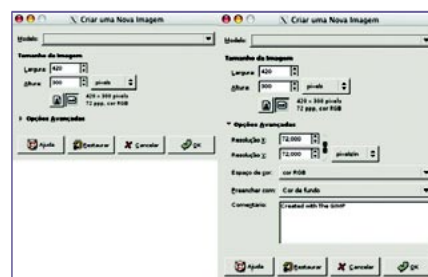 Criar uma Nova Imagem
Modelo:
Tamanho da Imagem
Largura: 420
Altura: 300 pixels
420 × 300 pixels
72 ppp, cor RGB
Opções Avançadas
Ajuda Restaurar Cancelar OK
Criar uma Nova Imagem
Modelo:
Tamanho da Imagem
Largura: 420
Altura: 300 pixels
420 × 300 pixels
72 ppp, cor RGB
Opções Avançadas
Resolução X: 72,000
Resolução Y: 72,000 pixels/in
Espaço de cor: cor RGB
Preencher com: Cor de fundo
Comentário: Created with The GIMP
Ajuda Restaurar Cancelar OK